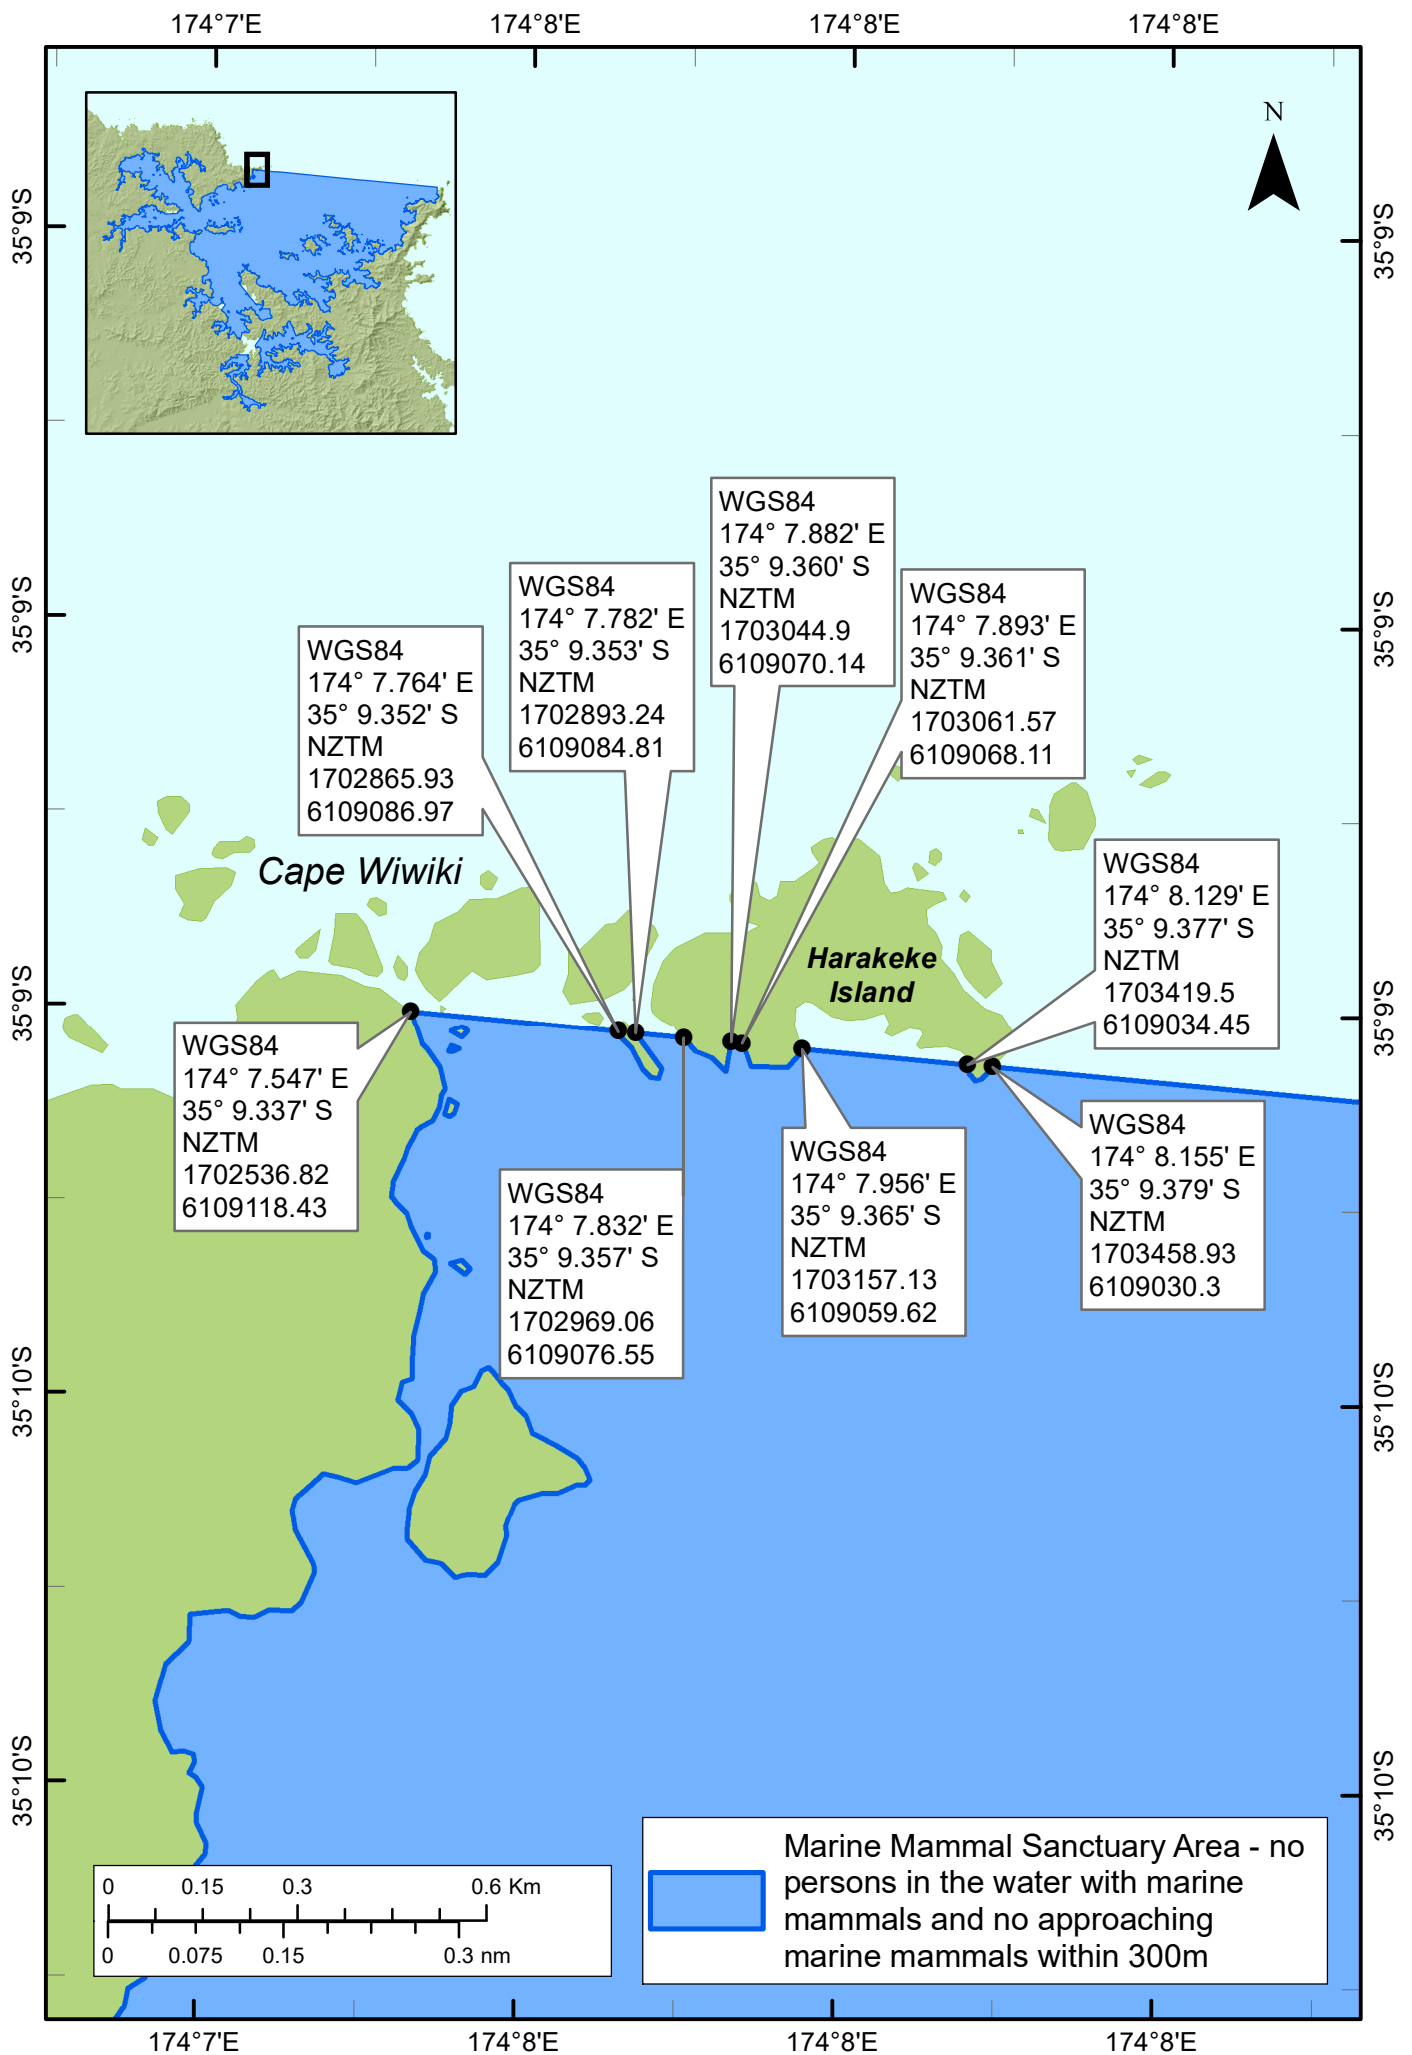 174°7'E
174°8'E
174°8'E
174°8'E
N
35°9'S
35°9'S
35°9'S
35°10'S
35°10'S
35°9'S
35°9'S
35°9'S
35°10'S
35°10'S
WGS84
174° 7.882' E
35° 9.360' S
NZTM
1703044.9
6109070.14
WGS84
174° 7.782' E
35° 9.353' S
NZTM
1702893.24
6109084.81
WGS84
174° 7.893' E
35° 9.361' S
NZTM
1703061.57
6109068.11
WGS84
174° 7.764' E
35° 9.352' S
NZTM
1702865.93
6109086.97
Cape Wiwiki
WGS84
174° 8.129' E
35° 9.377' S
NZTM
1703419.5
6109034.45
Harakeke
Island
WGS84
174° 7.547' E
35° 9.337' S
NZTM
1702536.82
6109118.43
WGS84
174° 8.155' E
35° 9.379' S
NZTM
1703458.93
6109030.3
WGS84
174° 7.956' E
35° 9.365' S
NZTM
1703157.13
6109059.62
WGS84
174° 7.832' E
35° 9.357' S
NZTM
1702969.06
6109076.55
Marine Mammal Sanctuary Area - no
persons in the water with marine
mammals and no approaching
marine mammals within 300m
0 0.15 0.3 0.6 Km
0 0.075 0.15 0.3 nm
174°7'E
174°8'E
174°8'E
174°8'E